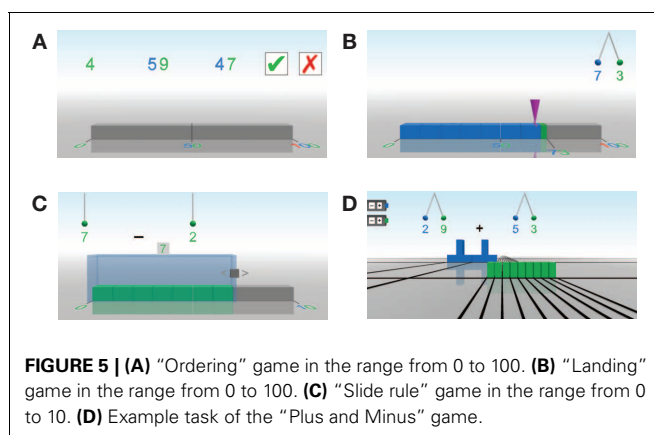 A
B
4 59 47
7 3
C
D
7 − 2
7
2 9 + 5 3
FIGURE 5 | (A) “Ordering” game in the range from 0 to 100. (B) “Landing”
game in the range from 0 to 100. (C) “Slide rule” game in the range from 0
to 10. (D) Example task of the “Plus and Minus” game.